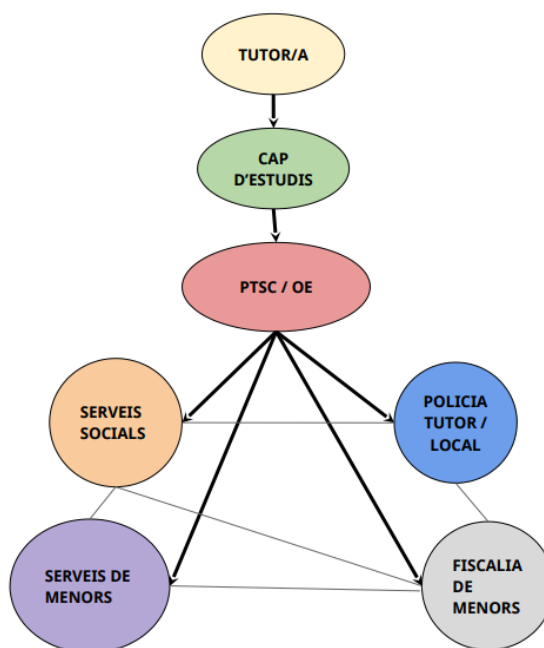 TUTOR/A
CAP
D'ESTUDIS
PTSC / OE
SERVEIS
SOCIALS
POLICIA
TUTOR /
LOCAL
SERVEIS DE
MENORS
FISCALIA
DE
MENORS